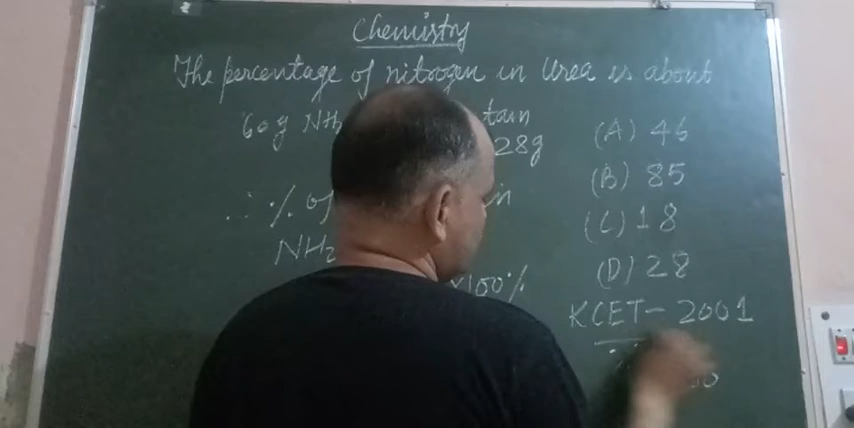 Chemistry
The percentage of nitrogen in Urea is about
60 g NH₂
28g
∴ % of
NH₂ ×100%
(A) 46
(B) 85
(C) 18
(D) 28
KCET-2001